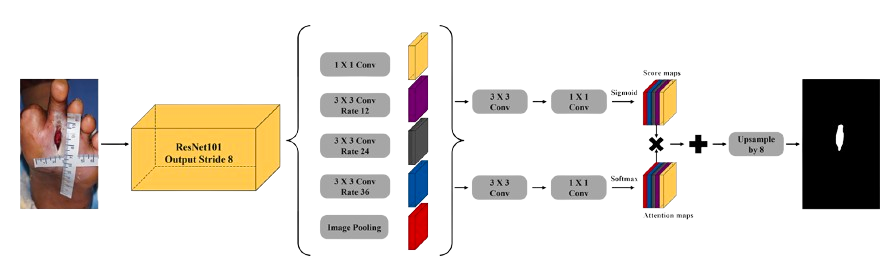 ResNet101
Output Stride 8
1 X 1 Conv
3 X 3 Conv
Rate 12
3 X 3 Conv
Rate 24
3 X 3 Conv
Rate 36
Image Pooling
3 X 3
Conv
1 X 1
Conv
Sigmoid
Score maps
3 X 3
Conv
1 X 1
Conv
Softmax
Attention maps
Upsample
by 8